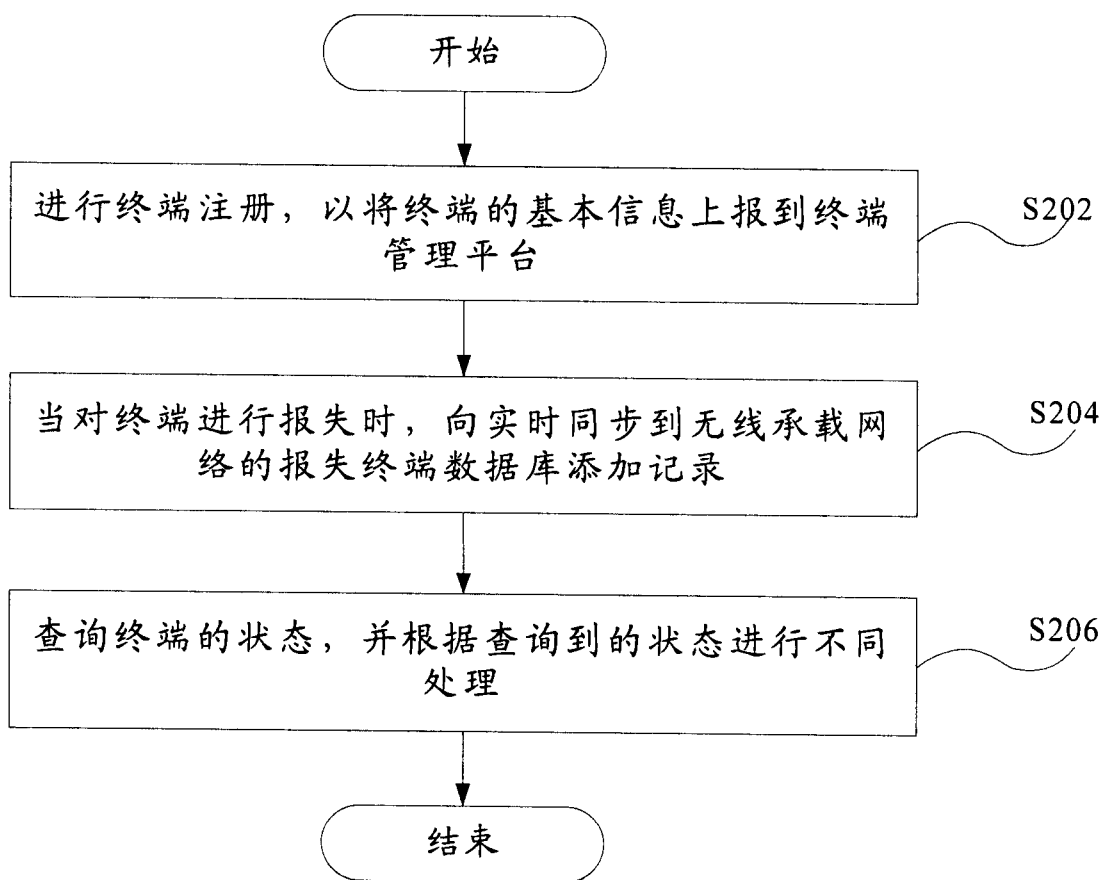 开始
进行终端注册，以将终端的基本信息上报到终端
管理平台
S202
当对终端进行报失时，向实时同步到无线承载网
络的报失终端数据库添加记录
S204
查询终端的状态，并根据查询到的状态进行不同
处理
S206
结束